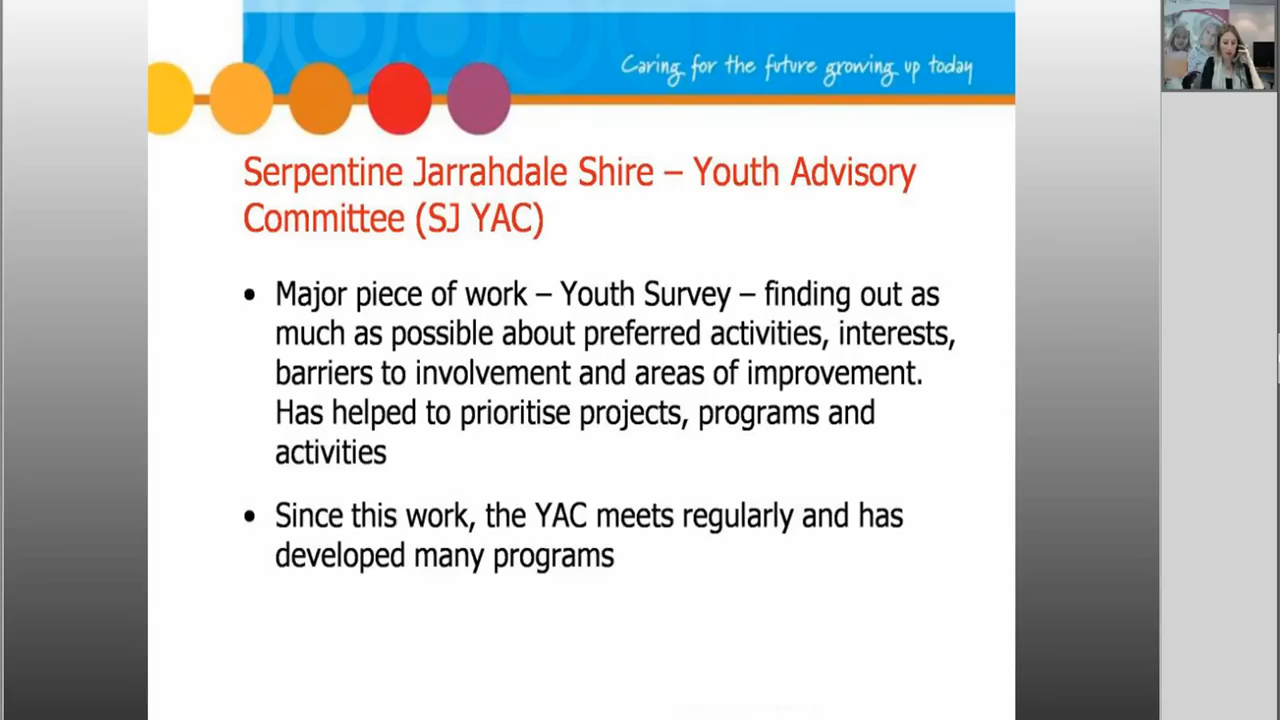 Caring for the future growing up today
Serpentine Jarrahdale Shire – Youth Advisory
Committee (SJ YAC)
• Major piece of work – Youth Survey – finding out as
much as possible about preferred activities, interests,
barriers to involvement and areas of improvement.
Has helped to prioritise projects, programs and
activities
• Since this work, the YAC meets regularly and has
developed many programs